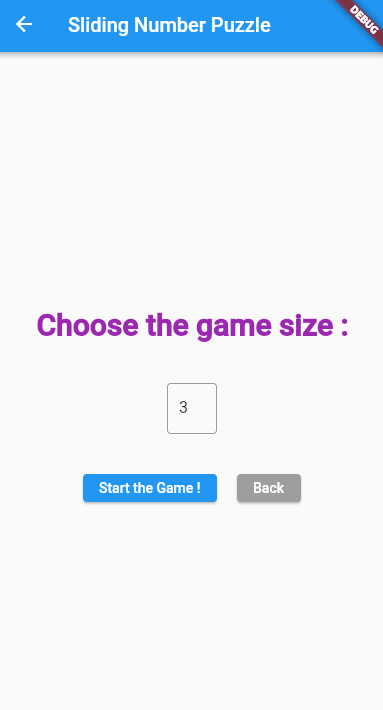 Sliding Number Puzzle
DEBUG
Choose the game size :
3
Start the Game !
Back